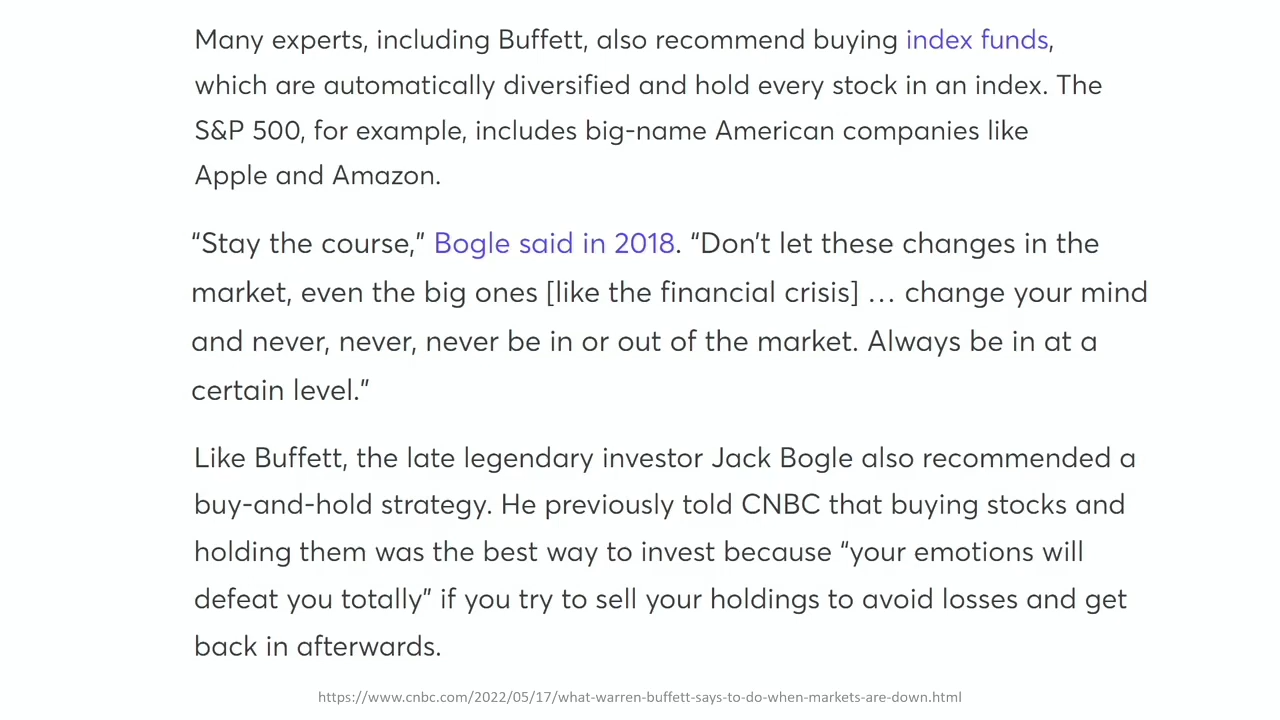 Many experts, including Buffett, also recommend buying index funds,
which are automatically diversified and hold every stock in an index. The
S&P 500, for example, includes big-name American companies like
Apple and Amazon.
“Stay the course,” Bogle said in 2018. “Don’t let these changes in the
market, even the big ones [like the financial crisis] … change your mind
and never, never, never be in or out of the market. Always be in at a
certain level.”
Like Buffett, the late legendary investor Jack Bogle also recommended a
buy-and-hold strategy. He previously told CNBC that buying stocks and
holding them was the best way to invest because “your emotions will
defeat you totally” if you try to sell your holdings to avoid losses and get
back in afterwards.
https://www.cnbc.com/2022/05/17/what-warren-buffett-says-to-do-when-markets-are-down.html